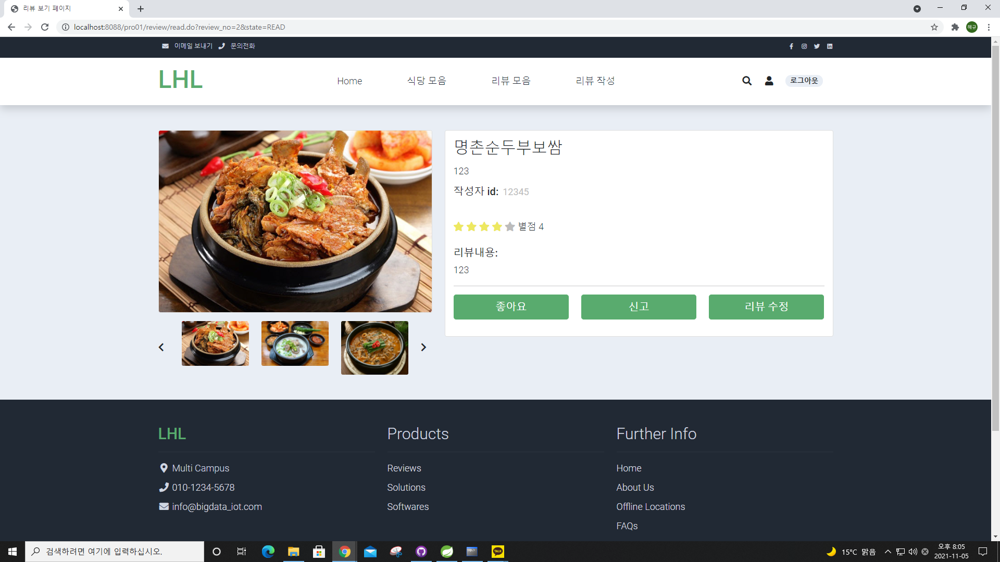 리뷰 보기 페이지
localhost:8088/pro01/review/read.do?review_no=2&state=READ
해규
이메일 보내기 문의전화
LHL
Home 식당 모음 리뷰 모음 리뷰 작성 로그아웃
명촌순두부보쌈
123
작성자 id: 12345
별점 4
리뷰내용:
123
좋아요 신고 리뷰 수정
LHL
Multi Campus
010-1234-5678
info@bigdata_iot.com
Products
Reviews
Solutions
Softwares
Further Info
Home
About Us
Offline Locations
FAQs
검색하려면 여기에 입력하십시오.
SQL>
TALK
15°C 맑음
오후 8:05
2021-11-05